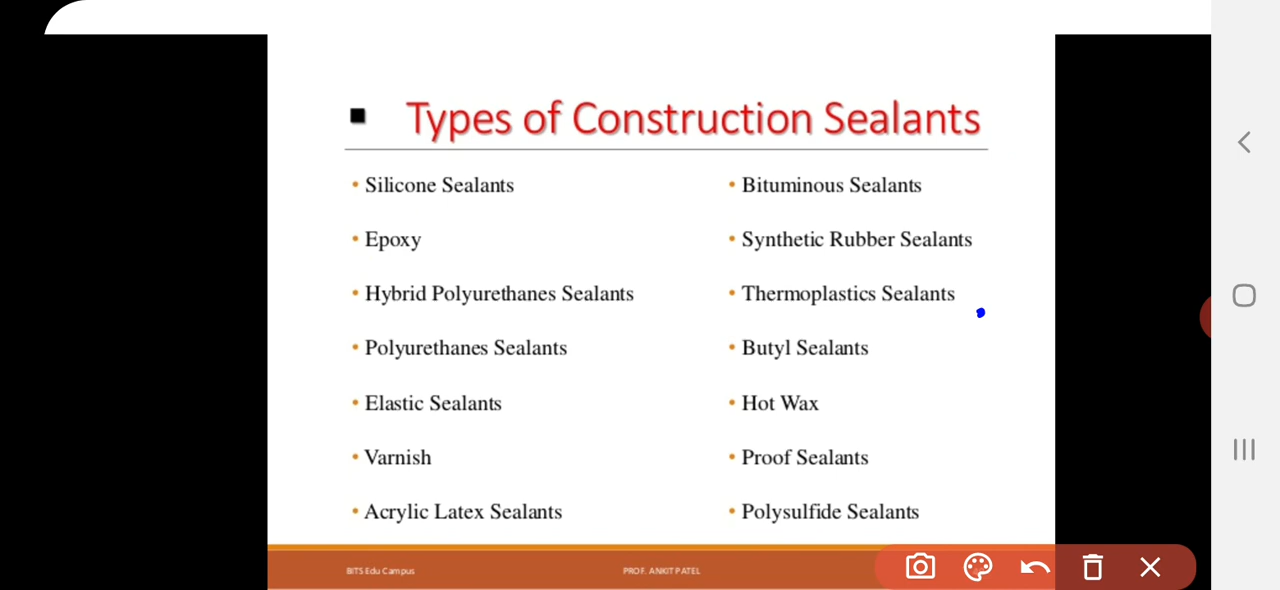 Types of Construction Sealants
• Silicone Sealants
• Epoxy
• Hybrid Polyurethanes Sealants
• Polyurethanes Sealants
• Elastic Sealants
• Varnish
• Acrylic Latex Sealants
• Bituminous Sealants
• Synthetic Rubber Sealants
• Thermoplastics Sealants
• Butyl Sealants
• Hot Wax
• Proof Sealants
• Polysulfide Sealants
BITS Edu Campus
PROF. ANKIT PATEL